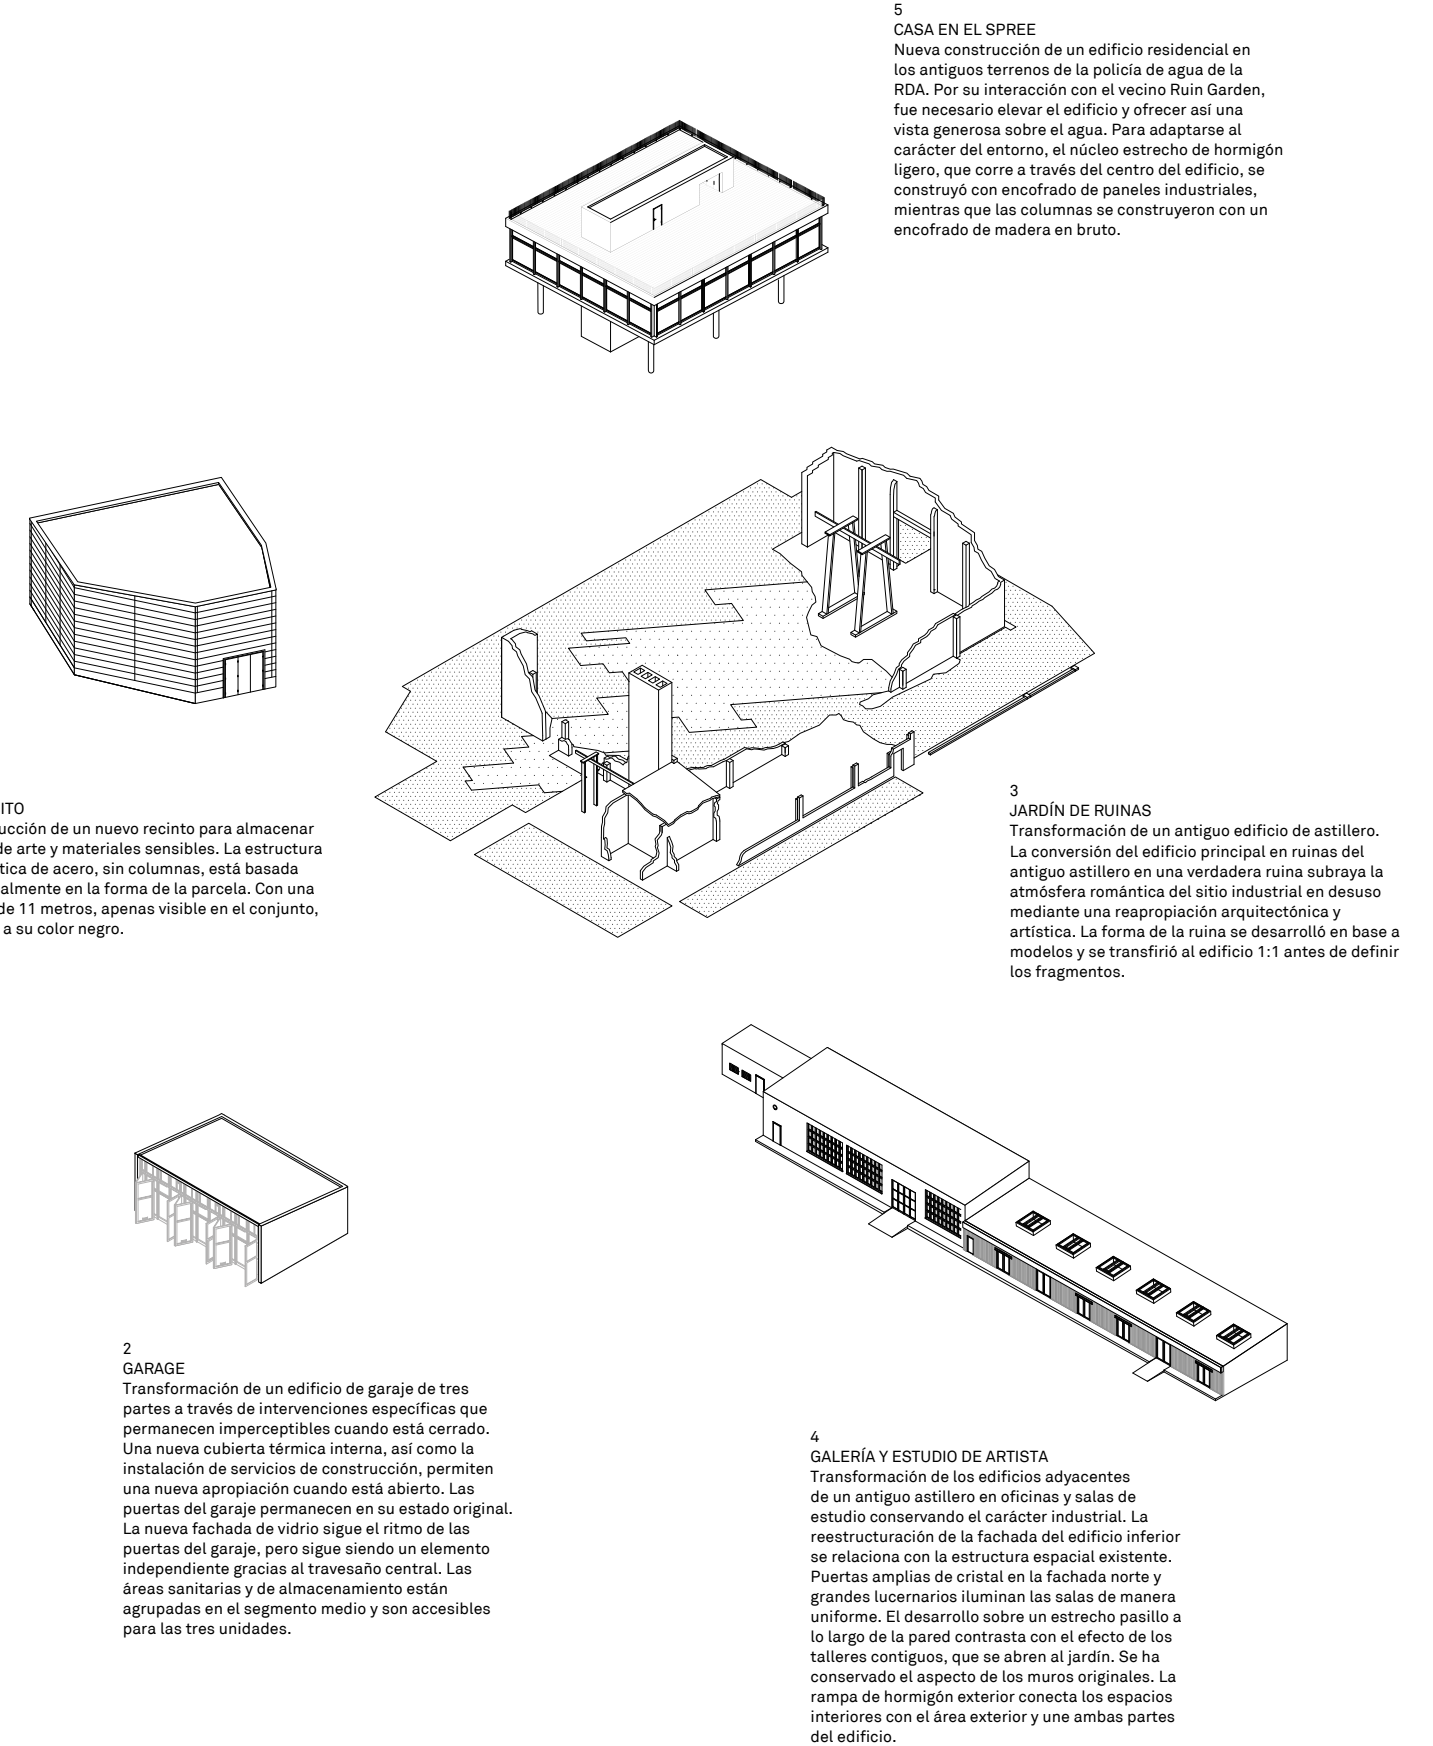 5
CASA EN EL SPREE
Nueva construcción de un edificio residencial en
los antiguos terrenos de la policía de agua de la
RDA. Por su interacción con el vecino Ruin Garden,
fue necesario elevar el edificio y ofrecer así una
vista generosa sobre el agua. Para adaptarse al
carácter del entorno, el núcleo estrecho de hormigón
ligero, que corre a través del centro del edificio, se
construyó con encofrado de paneles industriales,
mientras que las columnas se construyeron con un
encofrado de madera en bruto.
ITO
ucción de un nuevo recinto para almacenar
de arte y materiales sensibles. La estructura
tica de acero, sin columnas, está basada
almente en la forma de la parcela. Con una
de 11 metros, apenas visible en el conjunto,
a su color negro.
3
JARDÍN DE RUINAS
Transformación de un antiguo edificio de astillero.
La conversión del edificio principal en ruinas del
antiguo astillero en una verdadera ruina subraya la
atmósfera romántica del sitio industrial en desuso
mediante una reapropiación arquitectónica y
artística. La forma de la ruina se desarrolló en base a
modelos y se transfirió al edificio 1:1 antes de definir
los fragmentos.
2
GARAGE
Transformación de un edificio de garaje de tres
partes a través de intervenciones específicas que
permanecen imperceptibles cuando está cerrado.
Una nueva cubierta térmica interna, así como la
instalación de servicios de construcción, permiten
una nueva apropiación cuando está abierto. Las
puertas del garaje permanecen en su estado original.
La nueva fachada de vidrio sigue el ritmo de las
puertas del garaje, pero sigue siendo un elemento
independiente gracias al travesaño central. Las
áreas sanitarias y de almacenamiento están
agrupadas en el segmento medio y son accesibles
para las tres unidades.
4
GALERÍA Y ESTUDIO DE ARTISTA
Transformación de los edificios adyacentes
de un antiguo astillero en oficinas y salas de
estudio conservando el carácter industrial. La
reestructuración de la fachada del edificio inferior
se relaciona con la estructura espacial existente.
Puertas amplias de cristal en la fachada norte y
grandes lucernarios iluminan las salas de manera
uniforme. El desarrollo sobre un estrecho pasillo a
lo largo de la pared contrasta con el efecto de los
talleres contiguos, que se abren al jardín. Se ha
conservado el aspecto de los muros originales. La
rampa de hormigón exterior conecta los espacios
interiores con el área exterior y une ambas partes
del edificio.